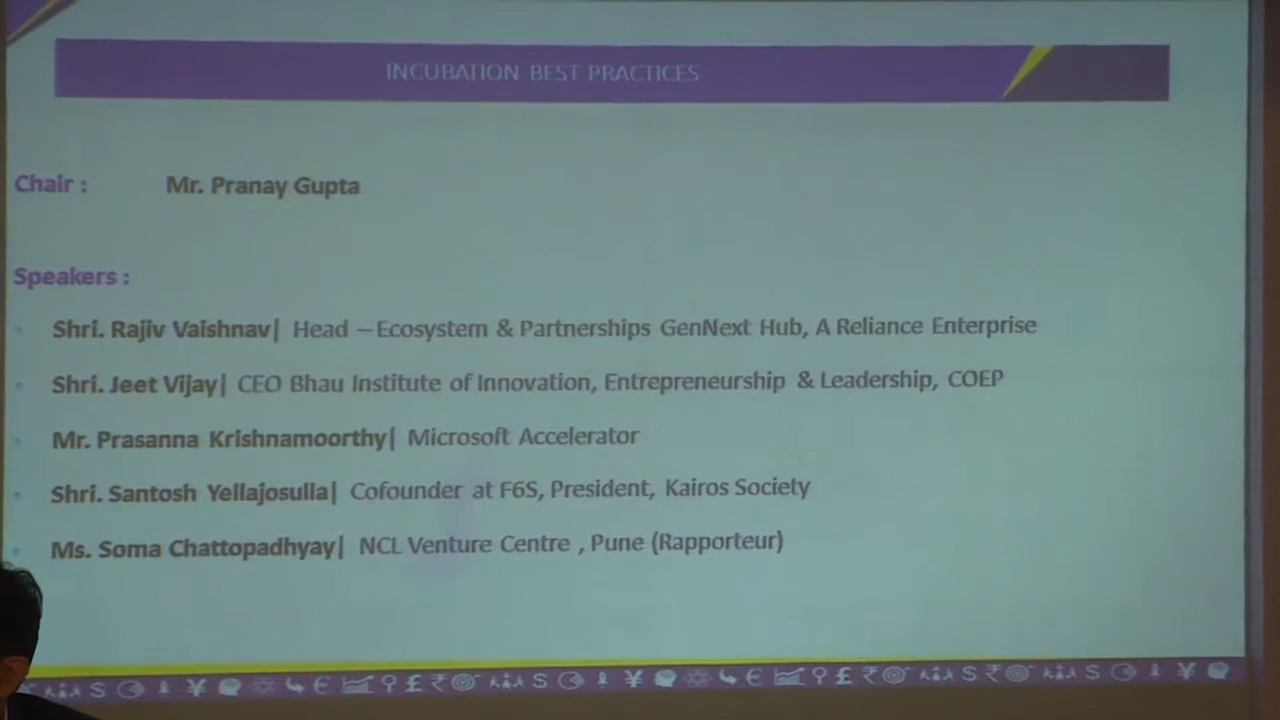 INCUBATION BEST PRACTICES
Chair : Mr. Pranay Gupta
Speakers :
Shri. Rajiv Vaishnav| Head – Ecosystem & Partnerships GenNext Hub, A Reliance Enterprise
Shri. Jeet Vijay| CEO Bhau Institute of Innovation, Entrepreneurship & Leadership, COEP
Mr. Prasanna Krishnamoorthy| Microsoft Accelerator
Shri. Santosh Yellajosulla| Cofounder at F6S, President, Kairos Society
Ms. Soma Chattopadhyay| NCL Venture Centre , Pune (Rapporteur)